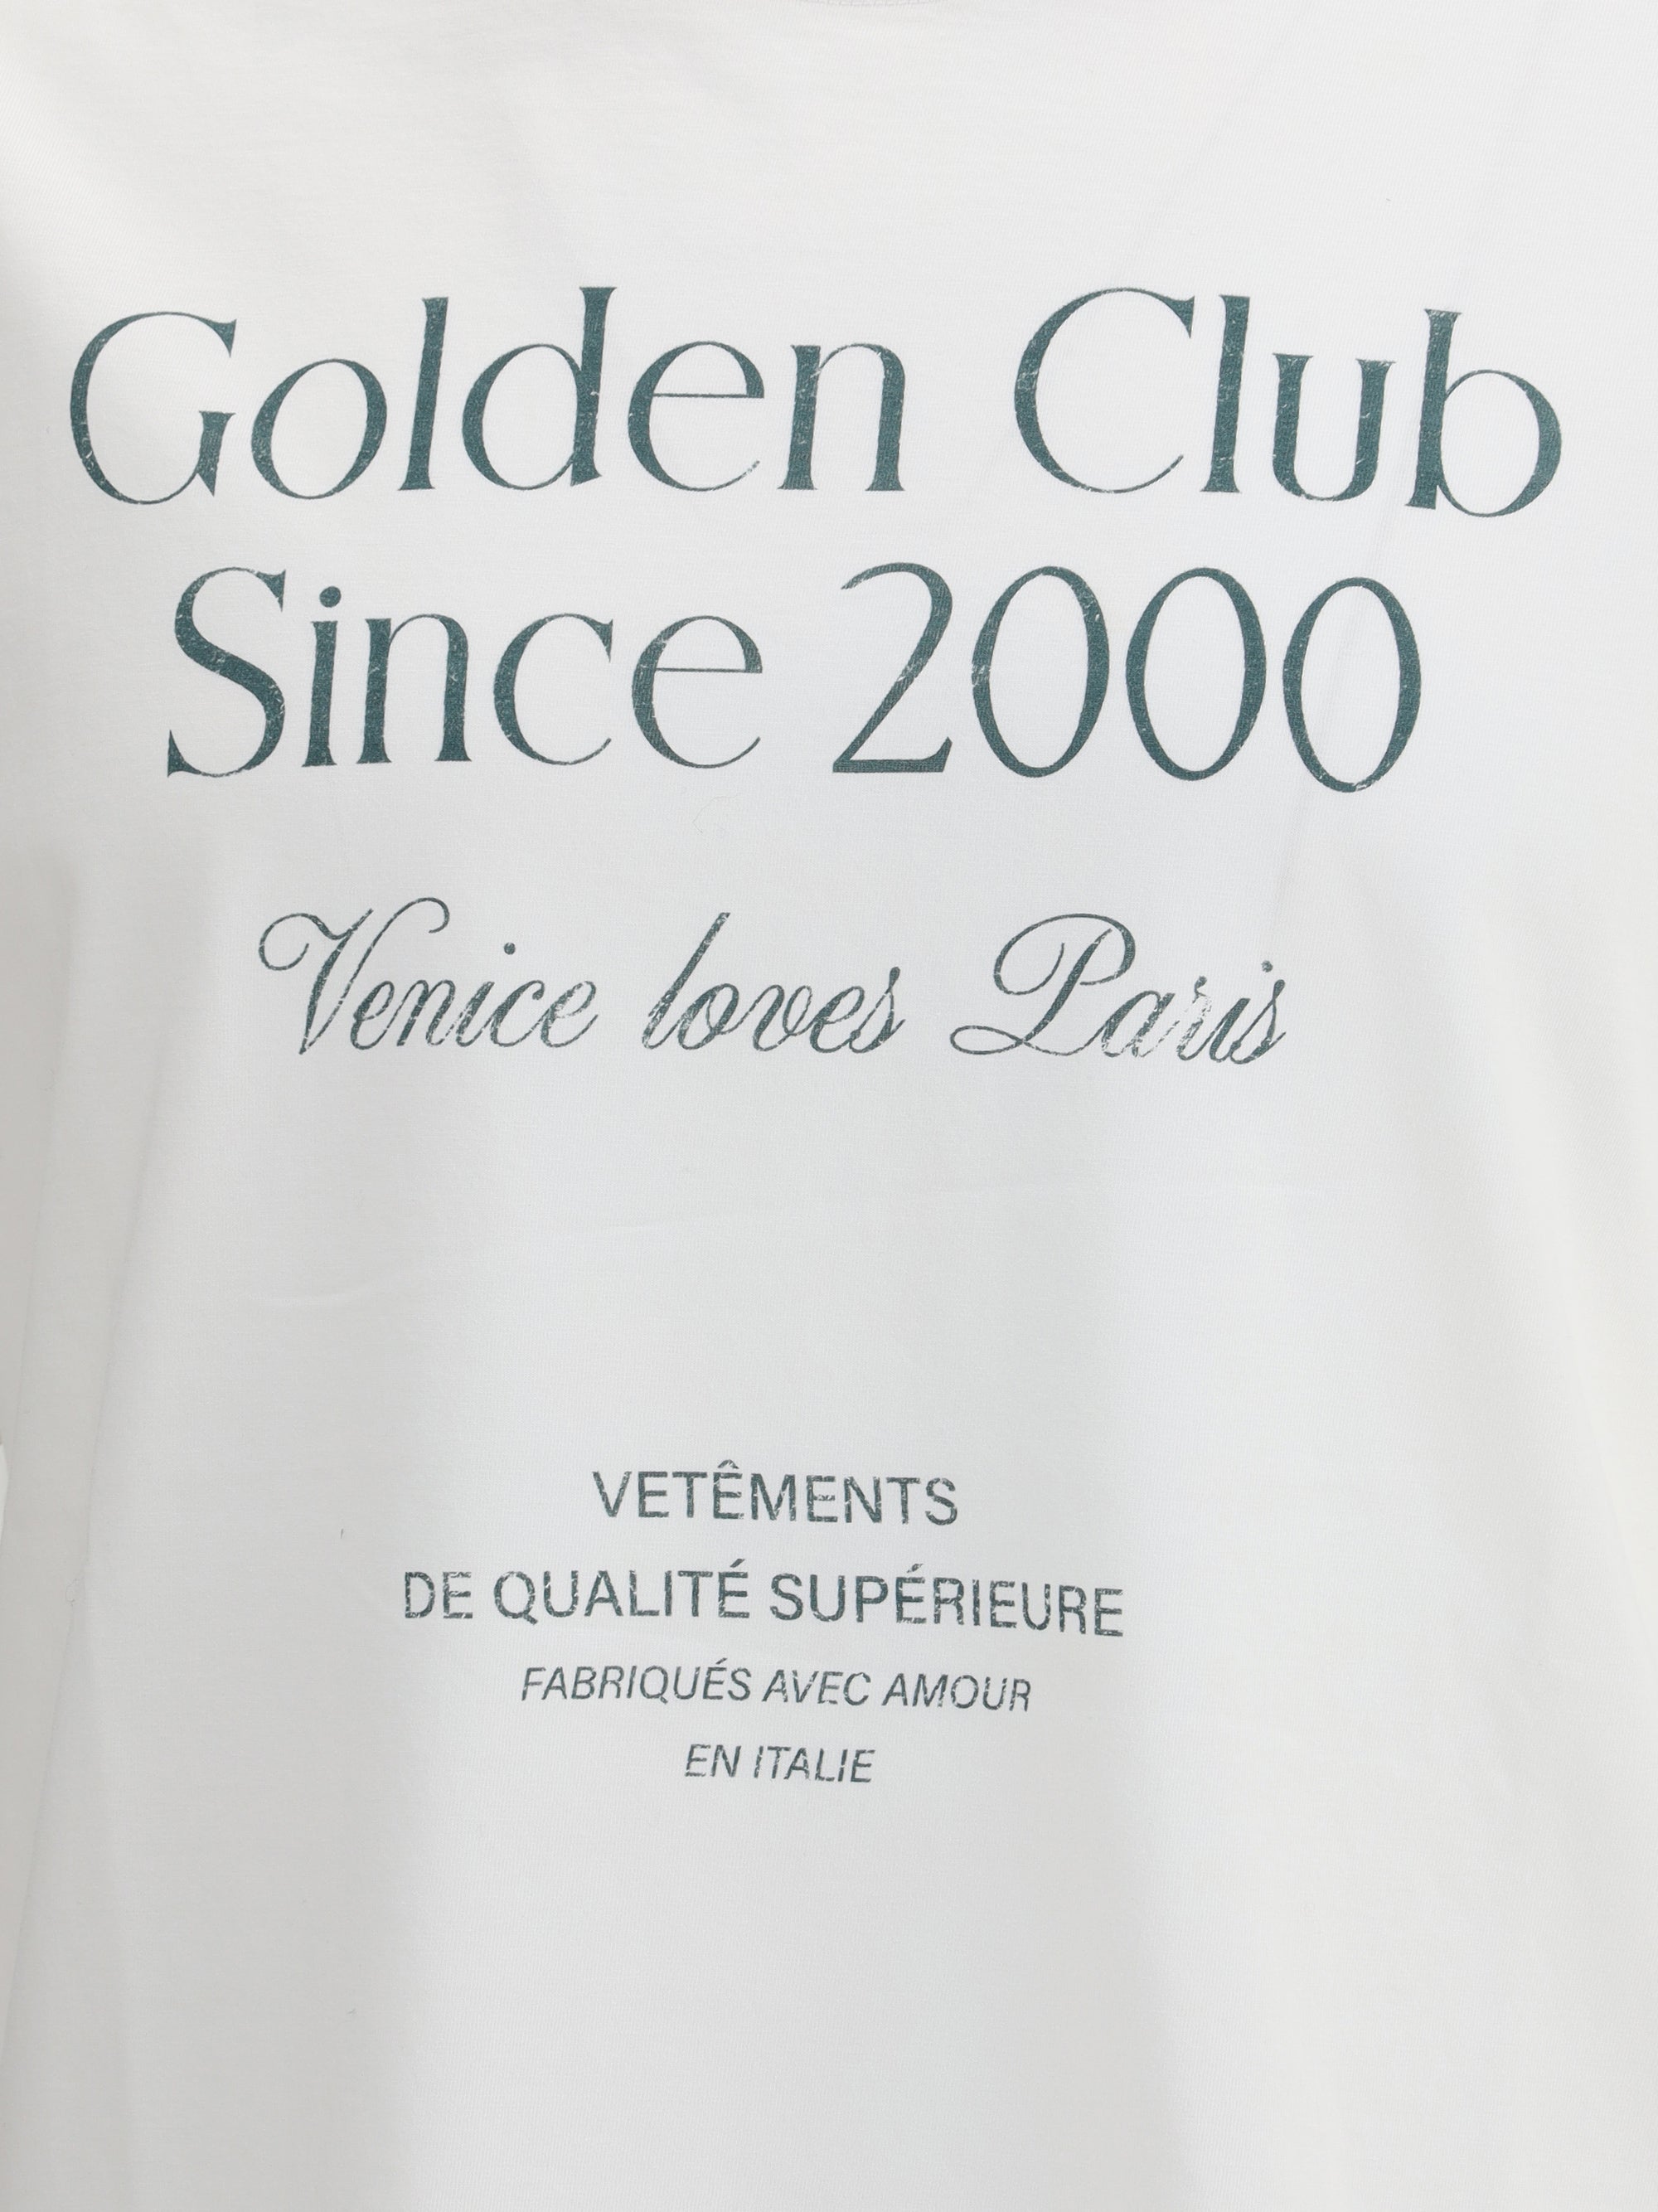 Golden Club
Since 2000
Venice loves Paris
VETÊMENTS
DE QUALITÉ SUPÉRIEURE
FABRIQUÉS AVEC AMOUR
EN ITALIE